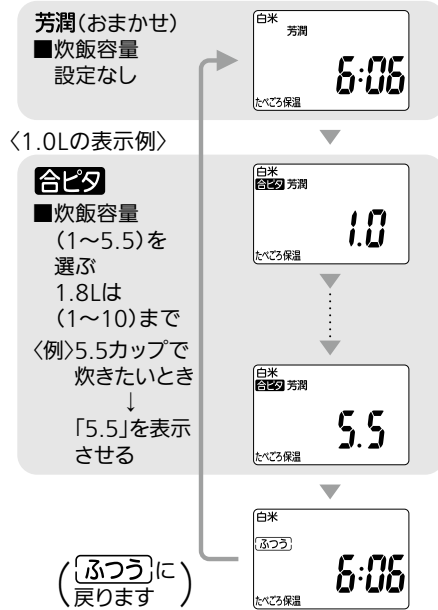 芳潤(おまかせ)
■炊飯容量
設定なし
白米
芳潤
6:06
たべごろ保温
〈1.0Lの表示例〉
合ピタ
■炊飯容量
(1〜5.5)を
選ぶ
1.8Lは
(1〜10)まで
〈例〉5.5カップで
炊きたいとき
↓
「5.5」を表示
させる
白米
合ピタ 芳潤
1.0
たべごろ保温
白米
合ピタ 芳潤
5.5
たべごろ保温
(ふつうに
戻ります)
白米
ふつう
6:06
たべごろ保温